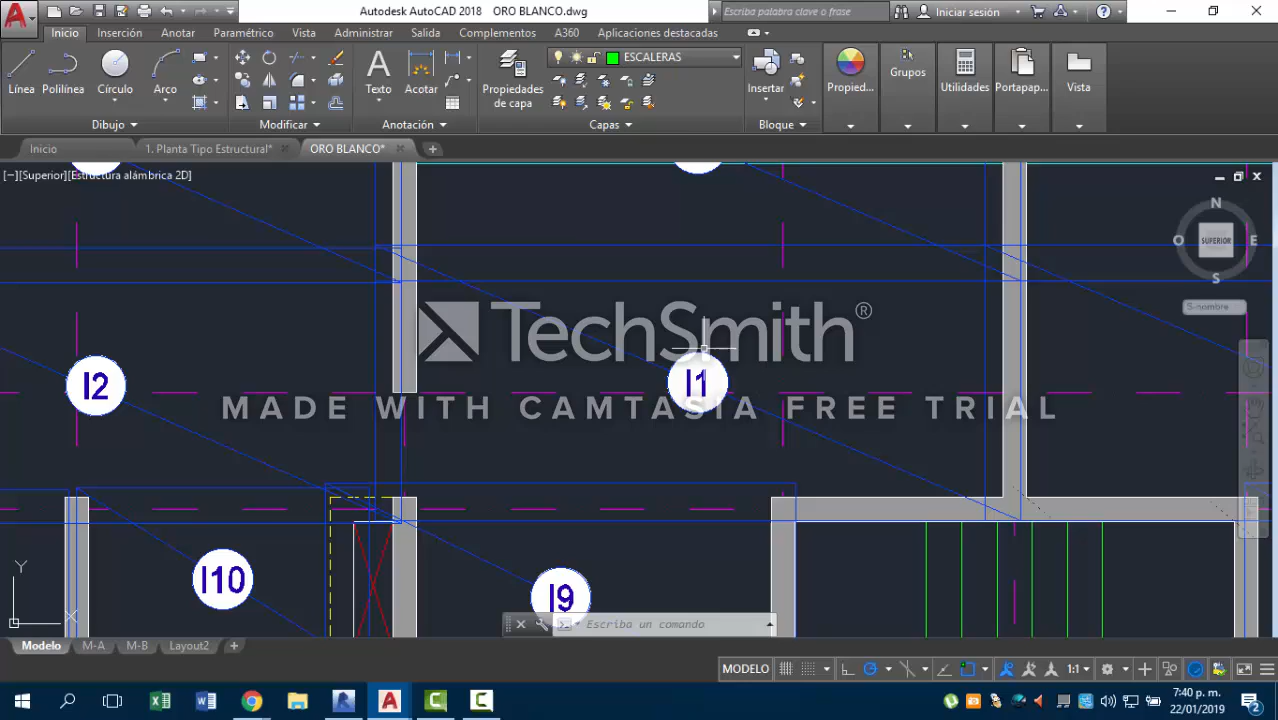 Autodesk AutoCAD 2018 ORO BLANCO.dwg
Escriba palabra clave o frase
Iniciar sesión
Inicio Inserción Anotar Paramétrico Vista Administrar Salida Complementos A360 Aplicaciones destacadas
Línea Polilínea Círculo Arco
Texto Acotar
Propiedades de capa
ESCALERAS
Insertar
Propied...
Grupos
Utilidades
Portapap...
Vista
Dibujo Modificar Anotación Capas Bloque
Inicio 1. Planta Tipo Estructural* ORO BLANCO*
[−][Superior][Estructura alámbrica 2D]
N
O SUPERIOR E
S
S-nombre
TechSmith®
MADE WITH CAMTASIA FREE TRIAL
I2
I1
I10
I9
Y
X
Escriba un comando
Modelo M-A M-B Layout2
MODELO 1:1
7:40 p. m.
22/01/2019
2